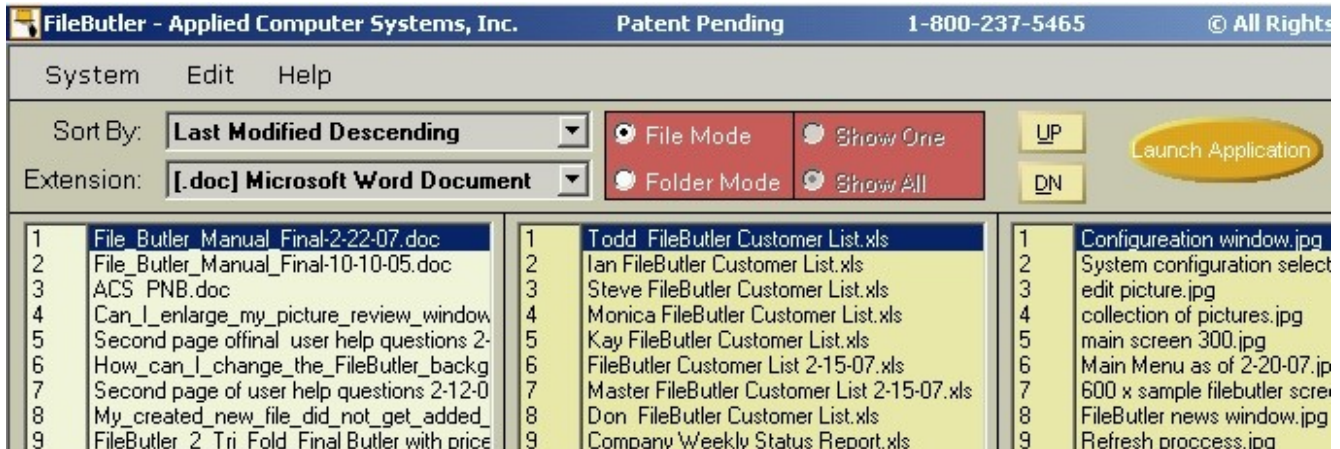 FileButler - Applied Computer Systems, Inc. Patent Pending 1-800-237-5465 © All Rights
System Edit Help
Sort By: Last Modified Descending File Mode Show One UP Launch Application
Extension: [.doc] Microsoft Word Document Folder Mode Show All DN
1 File_Butler_Manual_Final-2-22-07.doc
2 File_Butler_Manual_Final-10-10-05.doc
3 ACS PNB.doc
4 Can_I_enlarge_my_picture_review_window
5 Second page offinal user help questions 2-
6 How_can_I_change_the_FileButler_backg
7 Second page of user help questions 2-12-0
8 My_created_new_file_did_not_get_added_
9 FileButler 2 Tri Fold Final Butler with price
1 Todd FileButler Customer List.xls
2 Ian FileButler Customer List.xls
3 Steve FileButler Customer List.xls
4 Monica FileButler Customer List.xls
5 Kay FileButler Customer List.xls
6 FileButler Customer List 2-15-07.xls
7 Master FileButler Customer List 2-15-07.xls
8 Don FileButler Customer List.xls
9 Company Weekly Status Report.xls
1 Configureation window.jpg
2 System configuration select
3 edit picture.jpg
4 collection of pictures.jpg
5 main screen 300.jpg
6 Main Menu as of 2-20-07.jp
7 600 x sample filebutler scree
8 FileButler news window.jpg
9 Refresh proccess.jpg